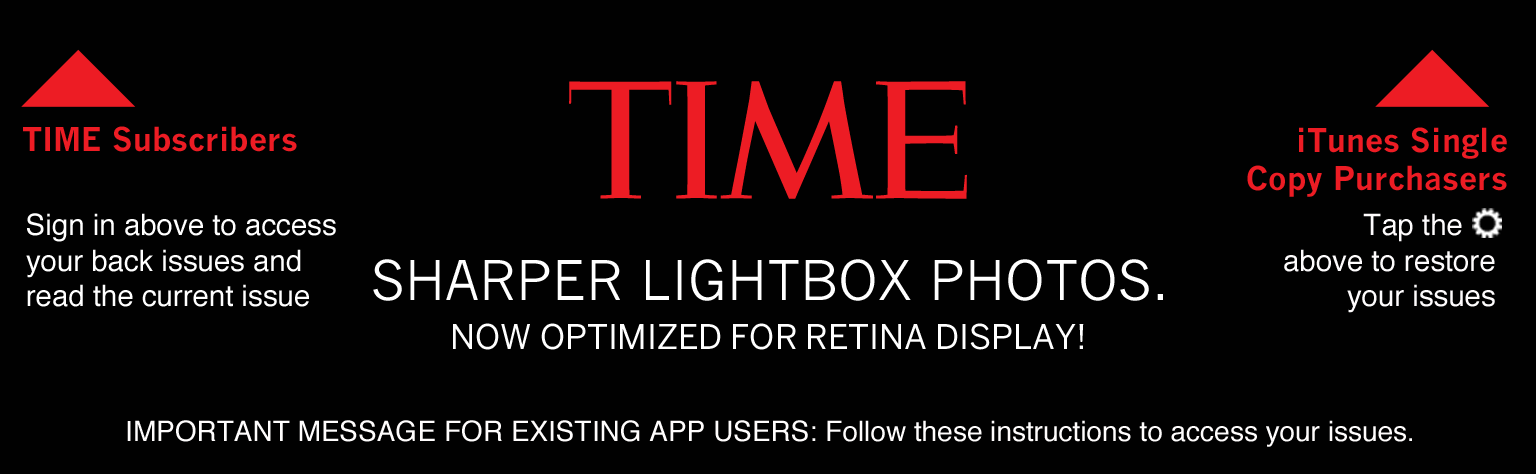 TIME
TIME Subscribers
Sign in above to access
your back issues and
read the current issue
SHARPER LIGHTBOX PHOTOS.
NOW OPTIMIZED FOR RETINA DISPLAY!
iTunes Single
Copy Purchasers
Tap the
above to restore
your issues
IMPORTANT MESSAGE FOR EXISTING APP USERS: Follow these instructions to access your issues.